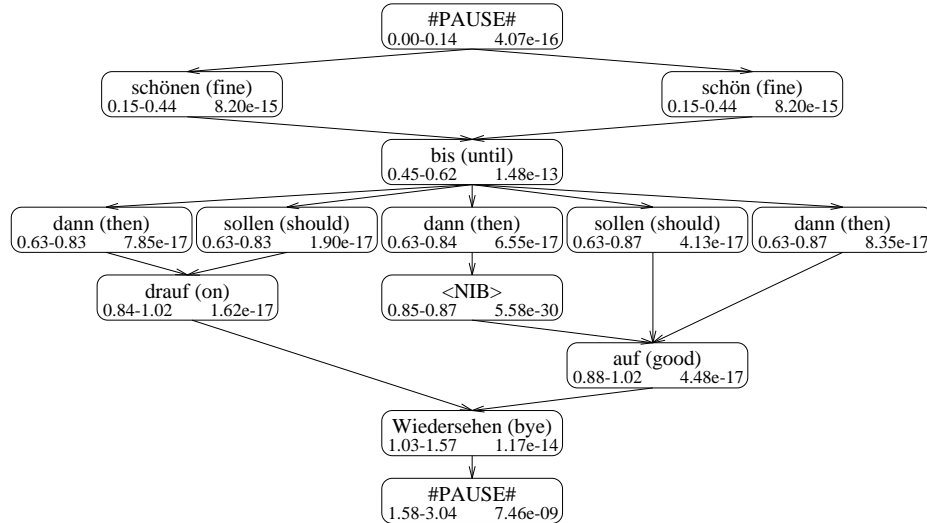 #PAUSE#
0.00-0.14 4.07e-16
schönen (fine) schön (fine)
0.15-0.44 8.20e-15 0.15-0.44 8.20e-15
bis (until)
0.45-0.62 1.48e-13
dann (then) sollen (should) dann (then) sollen (should) dann (then)
0.63-0.83 7.85e-17 0.63-0.83 1.90e-17 0.63-0.84 6.55e-17 0.63-0.87 4.13e-17 0.63-0.87 8.35e-17
drauf (on) <NIB>
0.84-1.02 1.62e-17 0.85-0.87 5.58e-30
auf (good)
0.88-1.02 4.48e-17
Wiedersehen (bye)
1.03-1.57 1.17e-14
#PAUSE#
1.58-3.04 7.46e-09